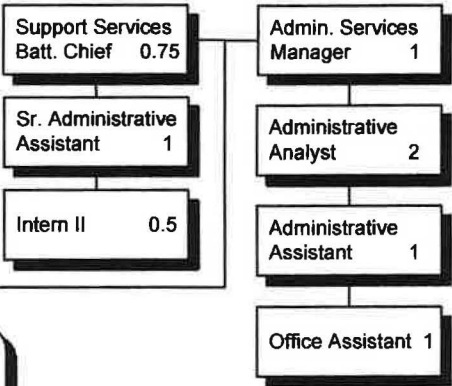 Support Services
Batt. Chief 0.75
Sr. Administrative
Assistant 1
Intern II 0.5
Admin. Services
Manager 1
Administrative
Analyst 2
Administrative
Assistant 1
Office Assistant 1